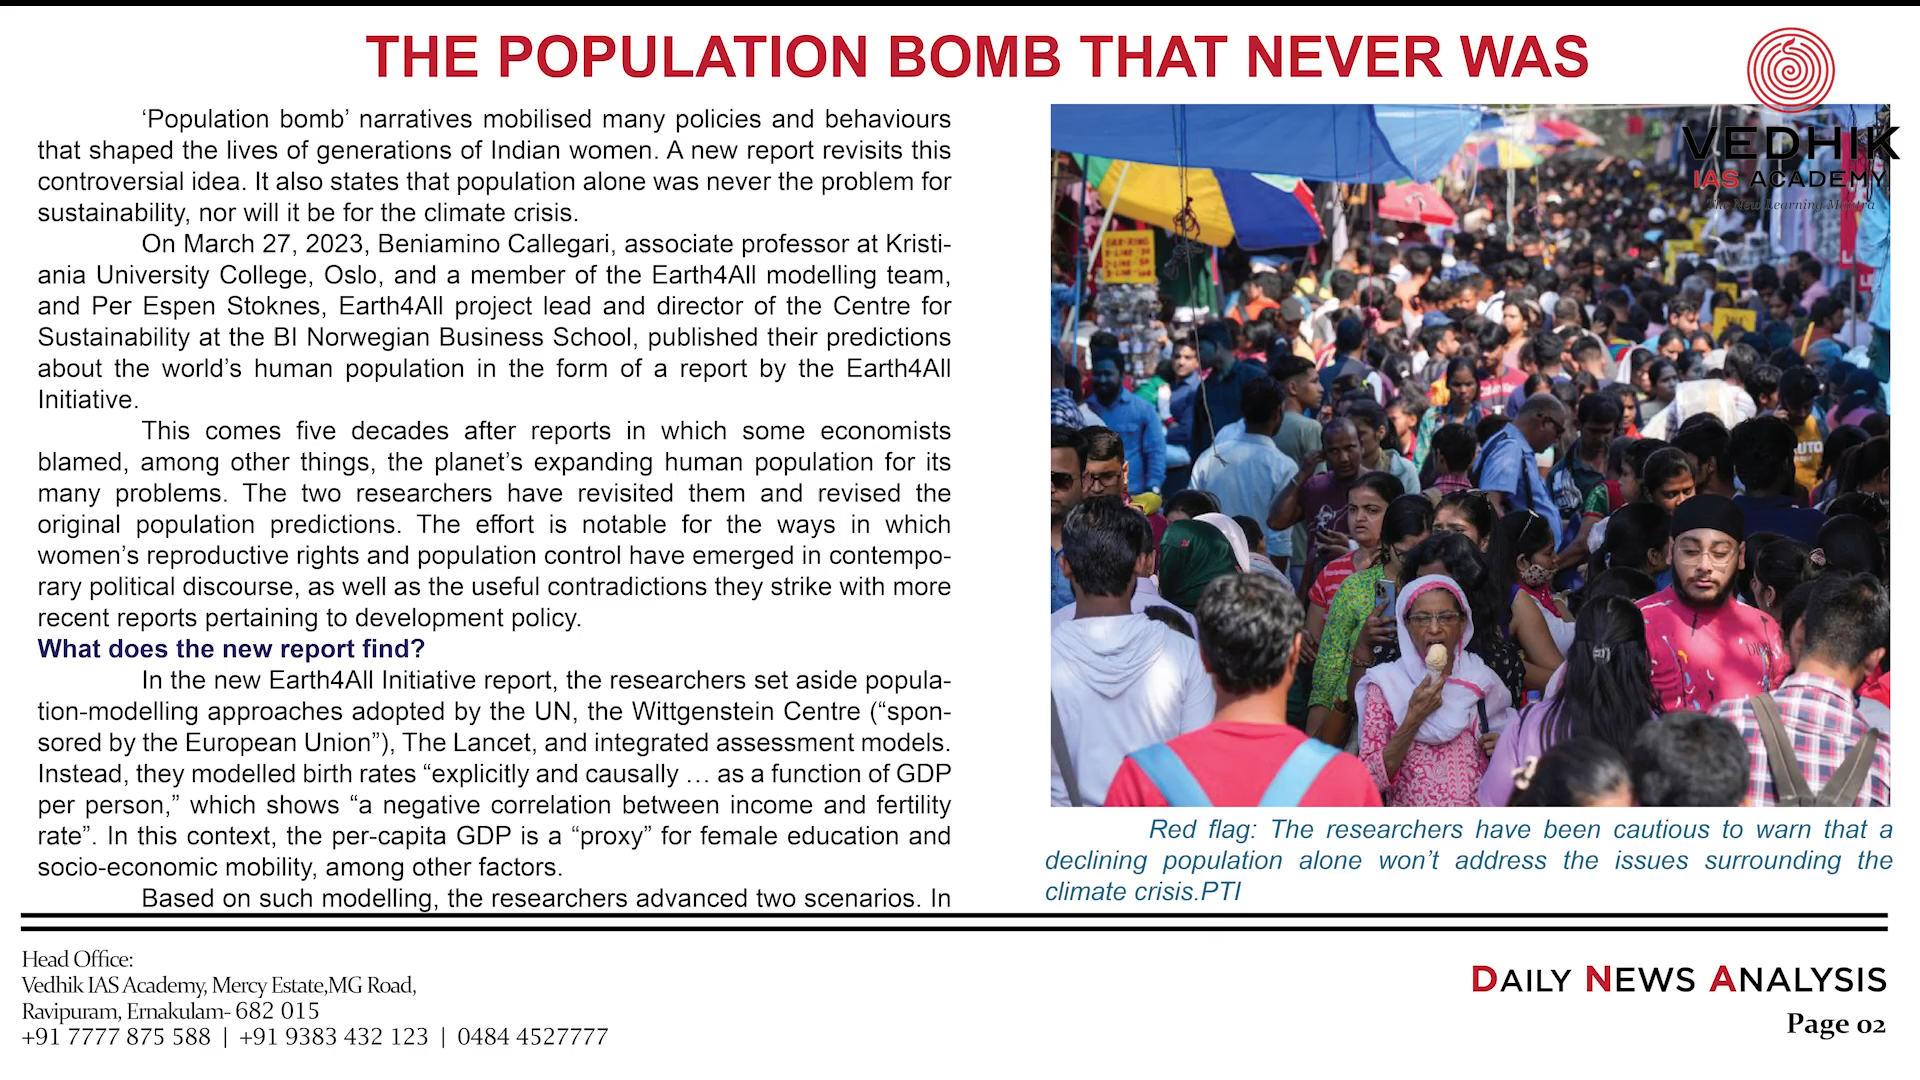 THE POPULATION BOMB THAT NEVER WAS
VEDHIK
IAS ACADEMY
The New Learning Mantra
‘Population bomb’ narratives mobilised many policies and behaviours
that shaped the lives of generations of Indian women. A new report revisits this
controversial idea. It also states that population alone was never the problem for
sustainability, nor will it be for the climate crisis.
On March 27, 2023, Beniamino Callegari, associate professor at Kristi-
ania University College, Oslo, and a member of the Earth4All modelling team,
and Per Espen Stoknes, Earth4All project lead and director of the Centre for
Sustainability at the BI Norwegian Business School, published their predictions
about the world’s human population in the form of a report by the Earth4All
Initiative.
This comes five decades after reports in which some economists
blamed, among other things, the planet’s expanding human population for its
many problems. The two researchers have revisited them and revised the
original population predictions. The effort is notable for the ways in which
women’s reproductive rights and population control have emerged in contempo-
rary political discourse, as well as the useful contradictions they strike with more
recent reports pertaining to development policy.
What does the new report find?
In the new Earth4All Initiative report, the researchers set aside popula-
tion-modelling approaches adopted by the UN, the Wittgenstein Centre (“spon-
sored by the European Union”), The Lancet, and integrated assessment models.
Instead, they modelled birth rates “explicitly and causally … as a function of GDP
per person,” which shows “a negative correlation between income and fertility
rate”. In this context, the per-capita GDP is a “proxy” for female education and
socio-economic mobility, among other factors.
Based on such modelling, the researchers advanced two scenarios. In
Red flag: The researchers have been cautious to warn that a
declining population alone won’t address the issues surrounding the
climate crisis.PTI
Head Office:
Vedhik IAS Academy, Mercy Estate,MG Road,
Ravipuram, Ernakulam- 682 015
+91 7777 875 588 | +91 9383 432 123 | 0484 4527777
DAILY NEWS ANALYSIS
Page 02